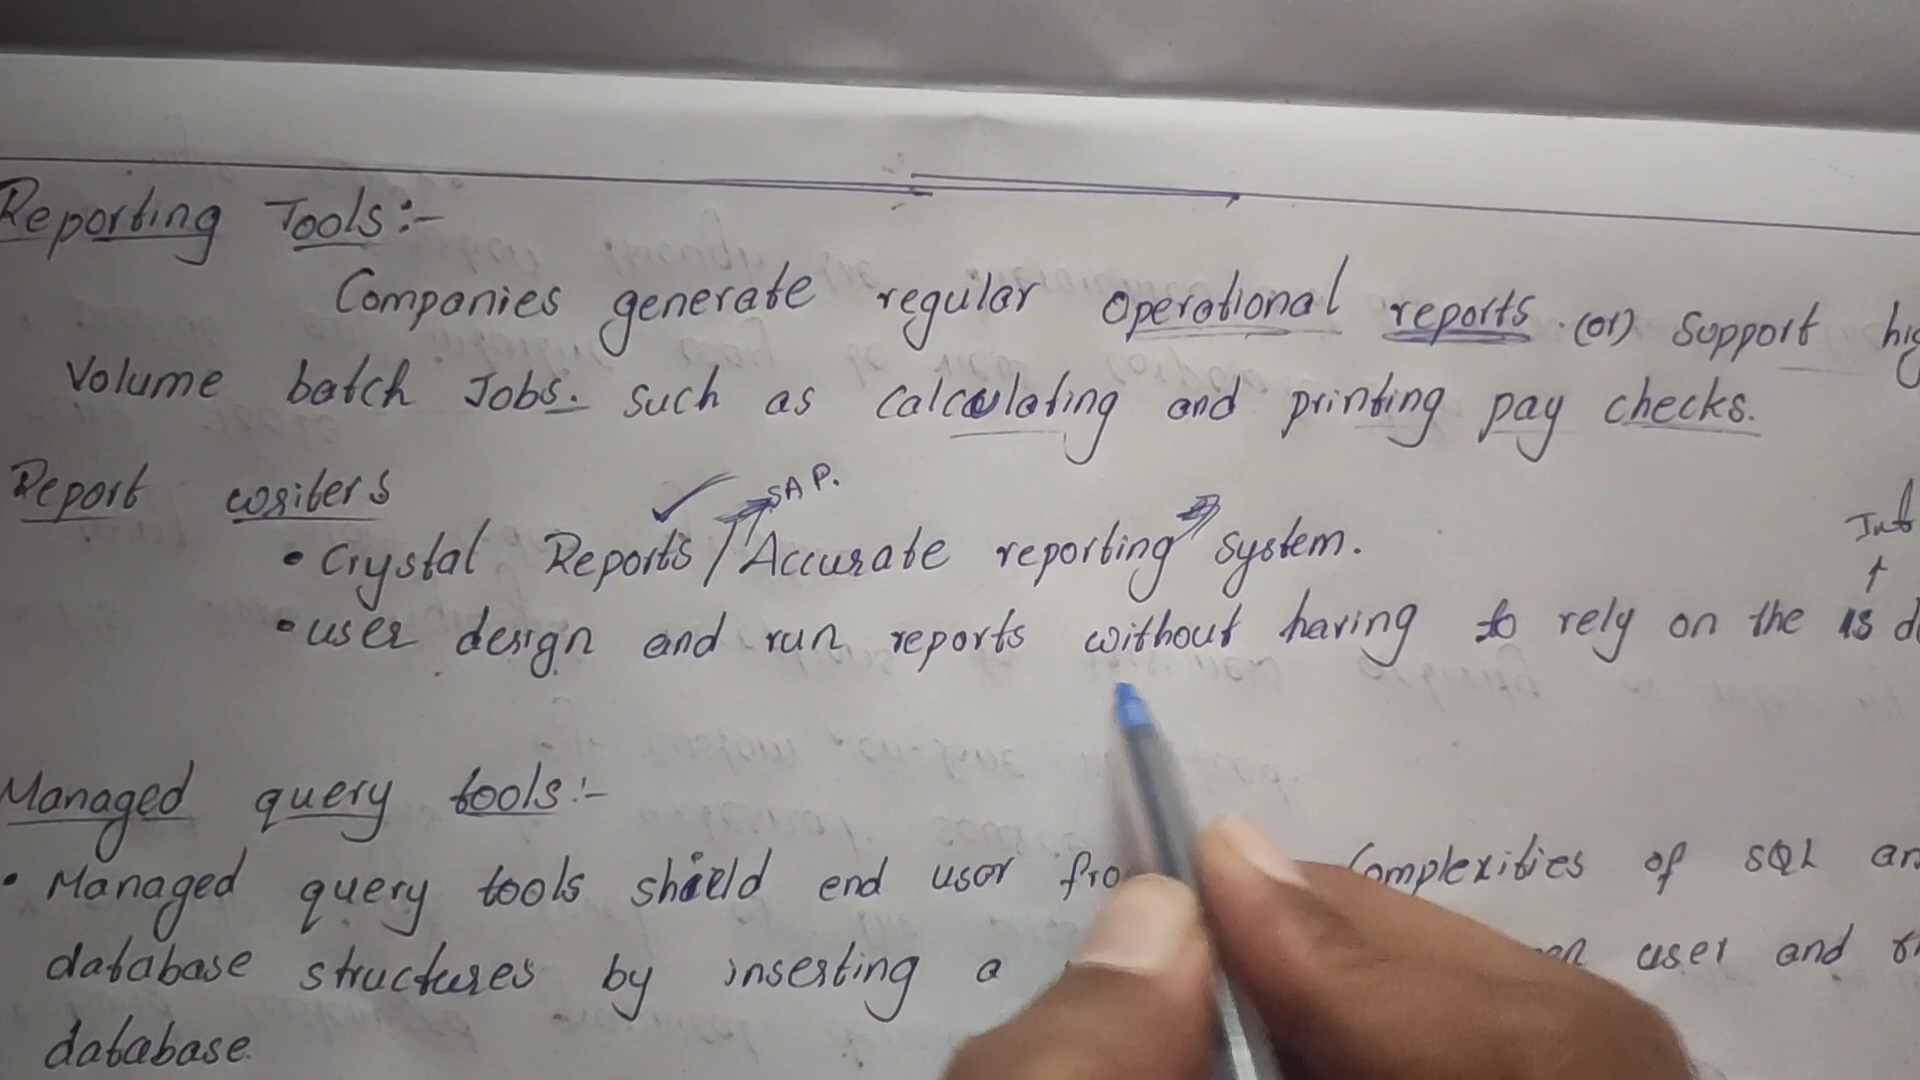 Reporting Tools:-
Companies generate regular operational reports (or) support
Volume batch Jobs. such as calculating and printing pay checks.
Report writers
SAP.
• Crystal Reports / Accurate reporting system.
• user design and run reports without having to rely on the is
Managed query tools:-
• Managed query tools shield end user Complexities of SQL
database structures by inserting a user and
database